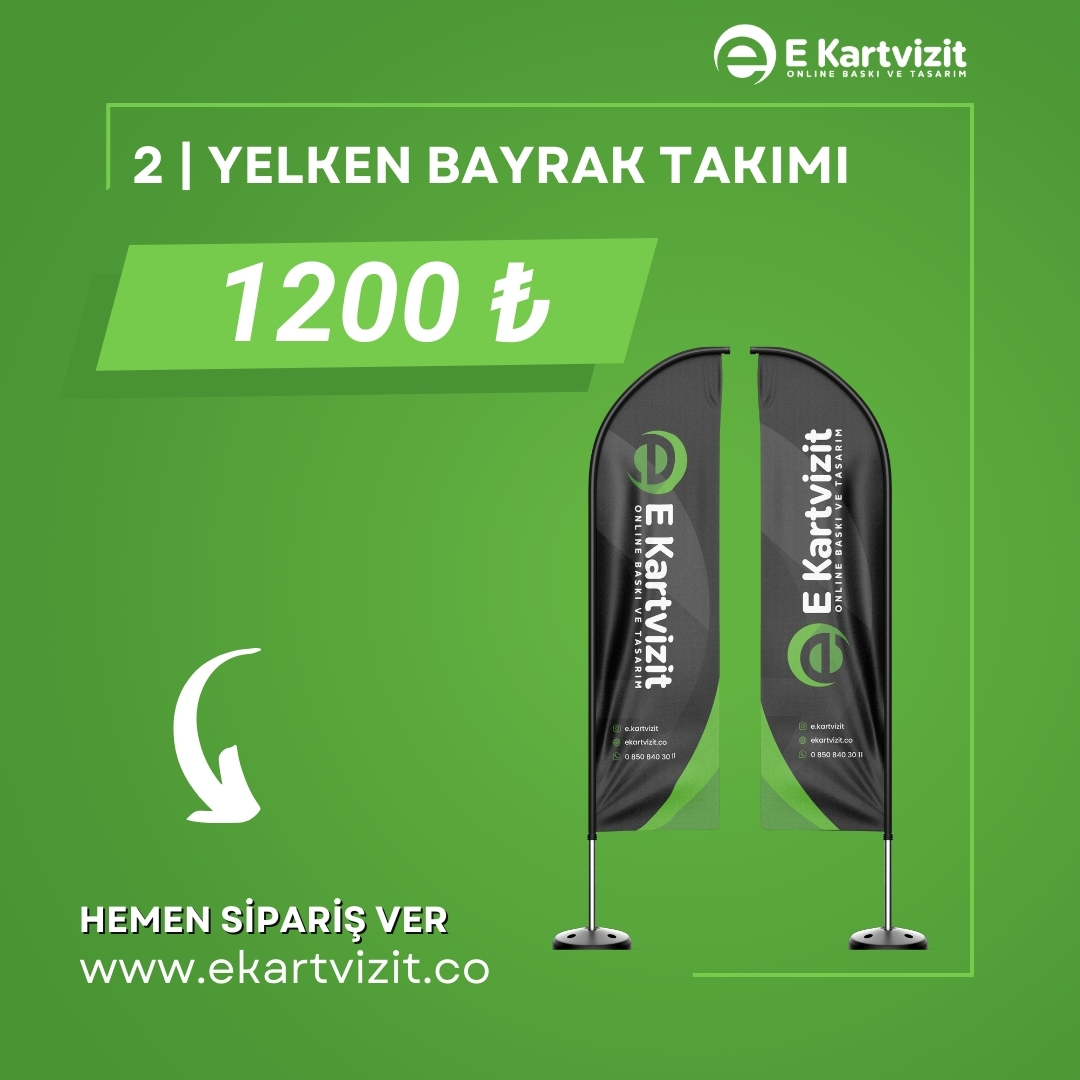 E Kartvizit
ONLINE BASKI VE TASARIM
2 | YELKEN BAYRAK TAKIMI
1200 ₺
E Kartvizit
ONLINE BASKI VE TASARIM
e.kartvizit
ekartvizit.co
0 850 840 30 11
E Kartvizit
ONLINE BASKI VE TASARIM
e.kartvizit
ekartvizit.co
0 850 840 30 11
HEMEN SİPARİŞ VER
www.ekartvizit.co